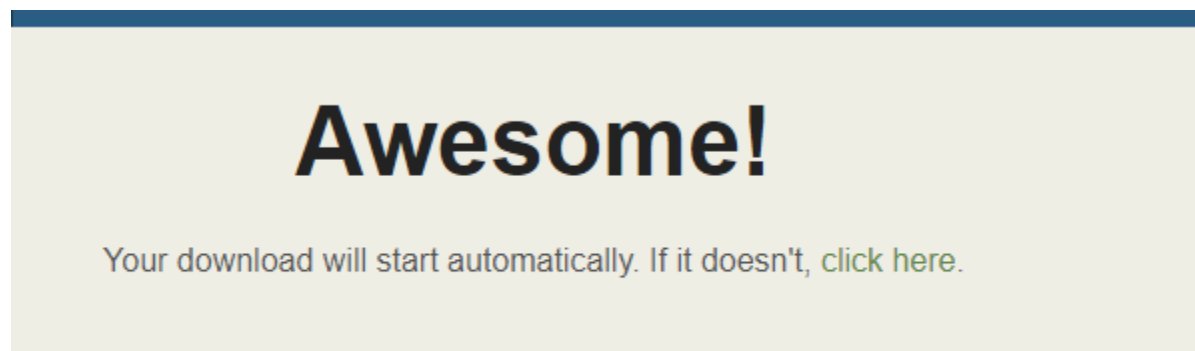 Awesome!
Your download will start automatically. If it doesn't, click here.